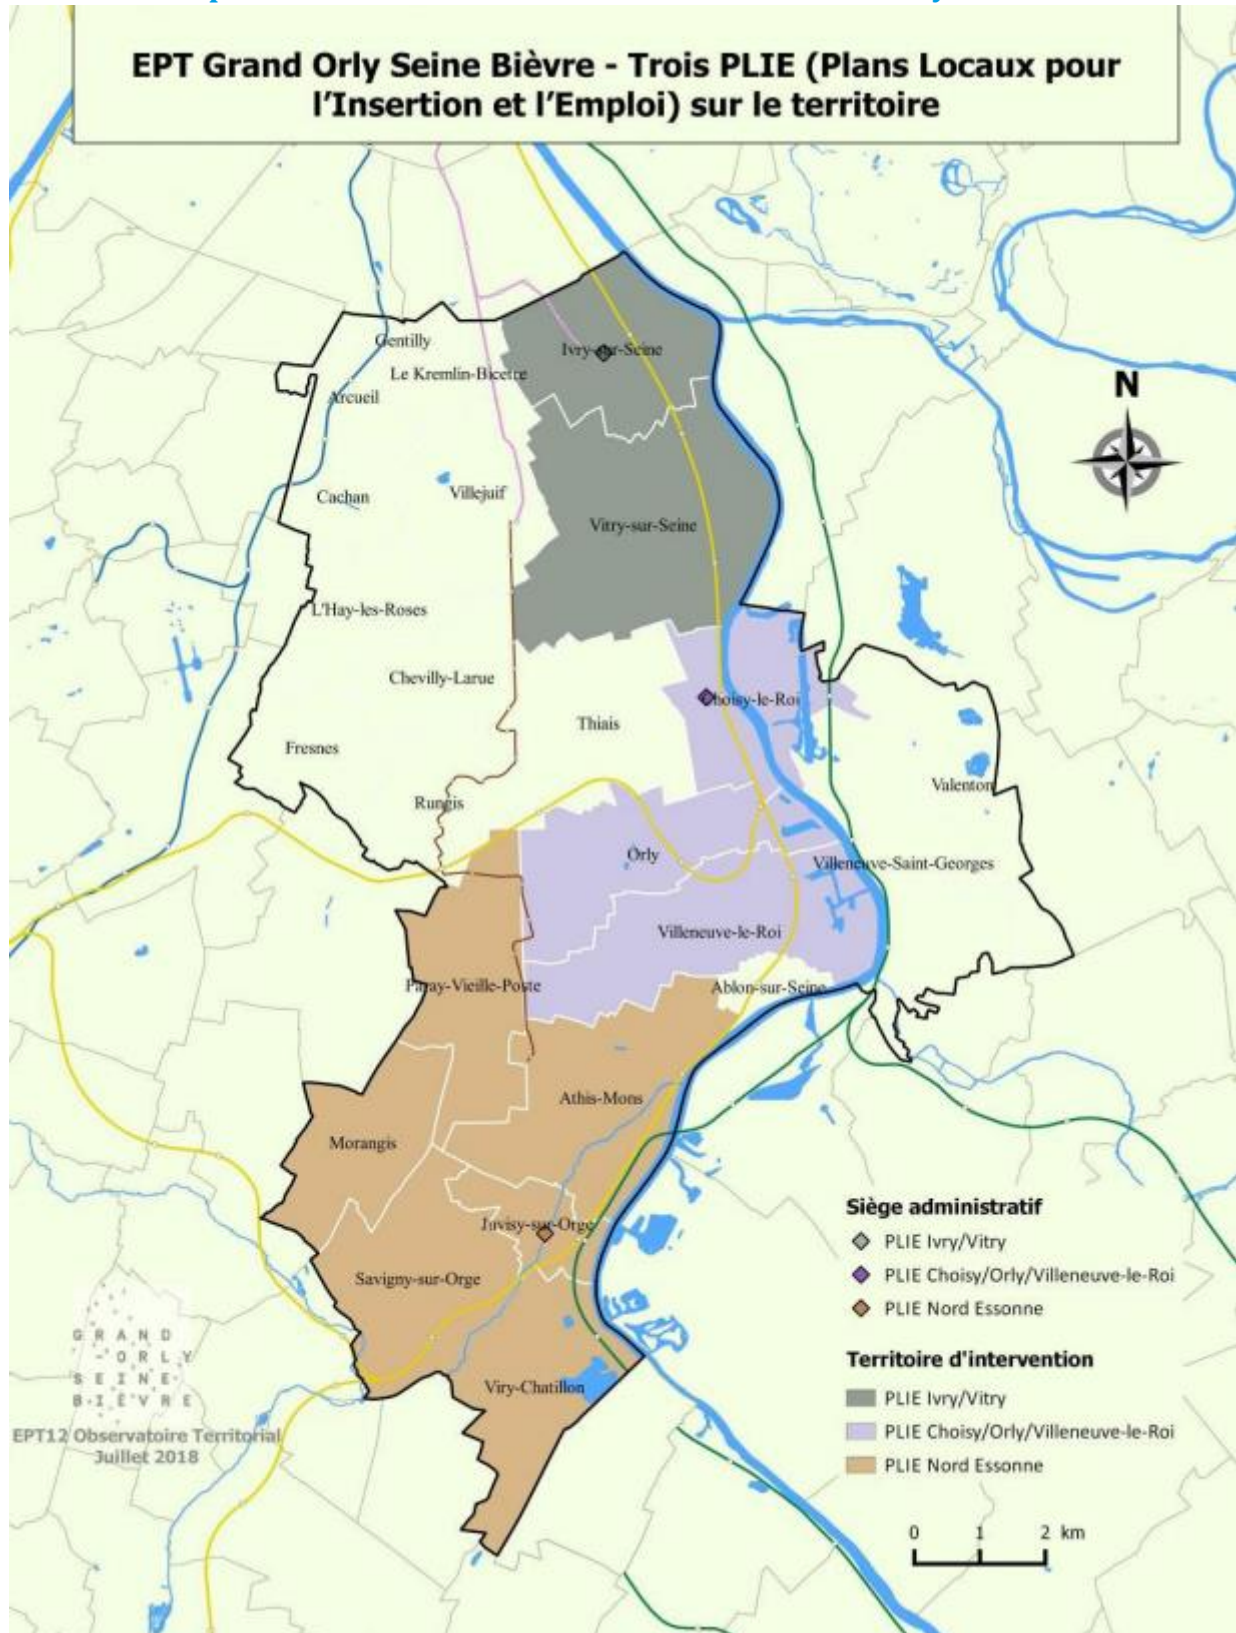 EPT Grand Orly Seine Bièvre - Trois PLIE (Plans Locaux pour
l'Insertion et l'Emploi) sur le territoire
Gentilly
Ivry-sur-Seine
Le Kremlin-Bicetre
Arcueil
N
Cachan
Villejuif
Vitry-sur-Seine
L'Hay-les-Roses
Chevilly-Larue
Choisy-le-Roi
Thiais
Fresnes
Valenton
Rungis
Orly
Villeneuve-Saint-Georges
Villeneuve-le-Roi
Paray-Vieille-Poste
Ablon-sur-Seine
Athis-Mons
Morangis
Juvisy-sur-Orge
Savigny-sur-Orge
Viry-Chatillon
Siège administratif
PLIE Ivry/Vitry
PLIE Choisy/Orly/Villeneuve-le-Roi
PLIE Nord Essonne
Territoire d'intervention
PLIE Ivry/Vitry
PLIE Choisy/Orly/Villeneuve-le-Roi
PLIE Nord Essonne
GRAND
-ORLY
SEINE
BIÈVRE
EPT12 Observatoire Territorial
Juillet 2018
0 1 2 km